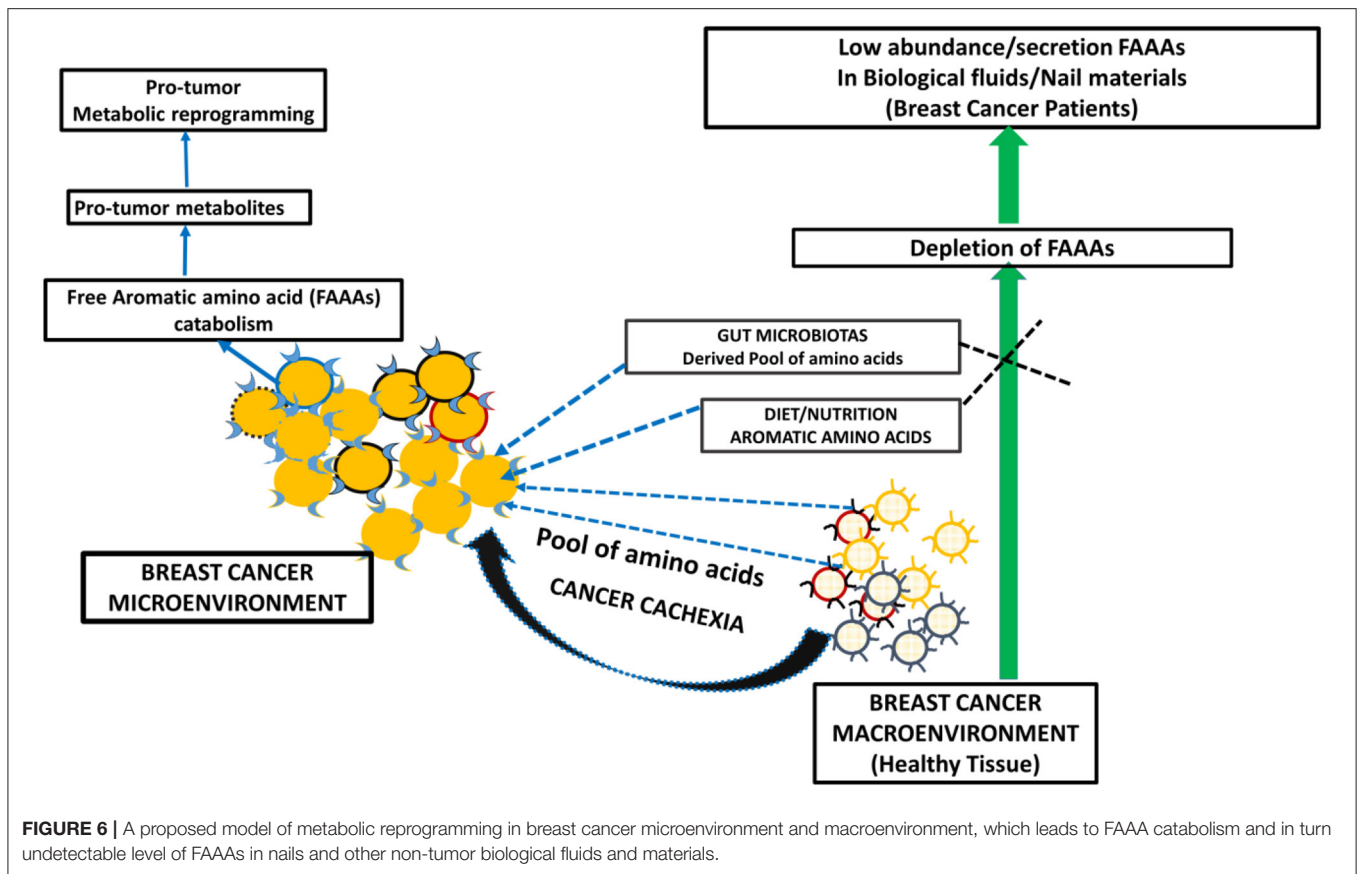 Low abundance/secretion FAAAs
In Biological fluids/Nail materials
(Breast Cancer Patients)
Pro-tumor
Metabolic reprogramming
Pro-tumor metabolites
Depletion of FAAAs
Free Aromatic amino acid (FAAAs)
catabolism
GUT MICROBIOTAS
Derived Pool of amino acids
DIET/NUTRITION
AROMATIC AMINO ACIDS
Pool of amino acids
CANCER CACHEXIA
BREAST CANCER
MICROENVIRONMENT
BREAST CANCER
MACROENVIRONMENT
(Healthy Tissue)
FIGURE 6 | A proposed model of metabolic reprogramming in breast cancer microenvironment and macroenvironment, which leads to FAAA catabolism and in turn
undetectable level of FAAAs in nails and other non-tumor biological fluids and materials.